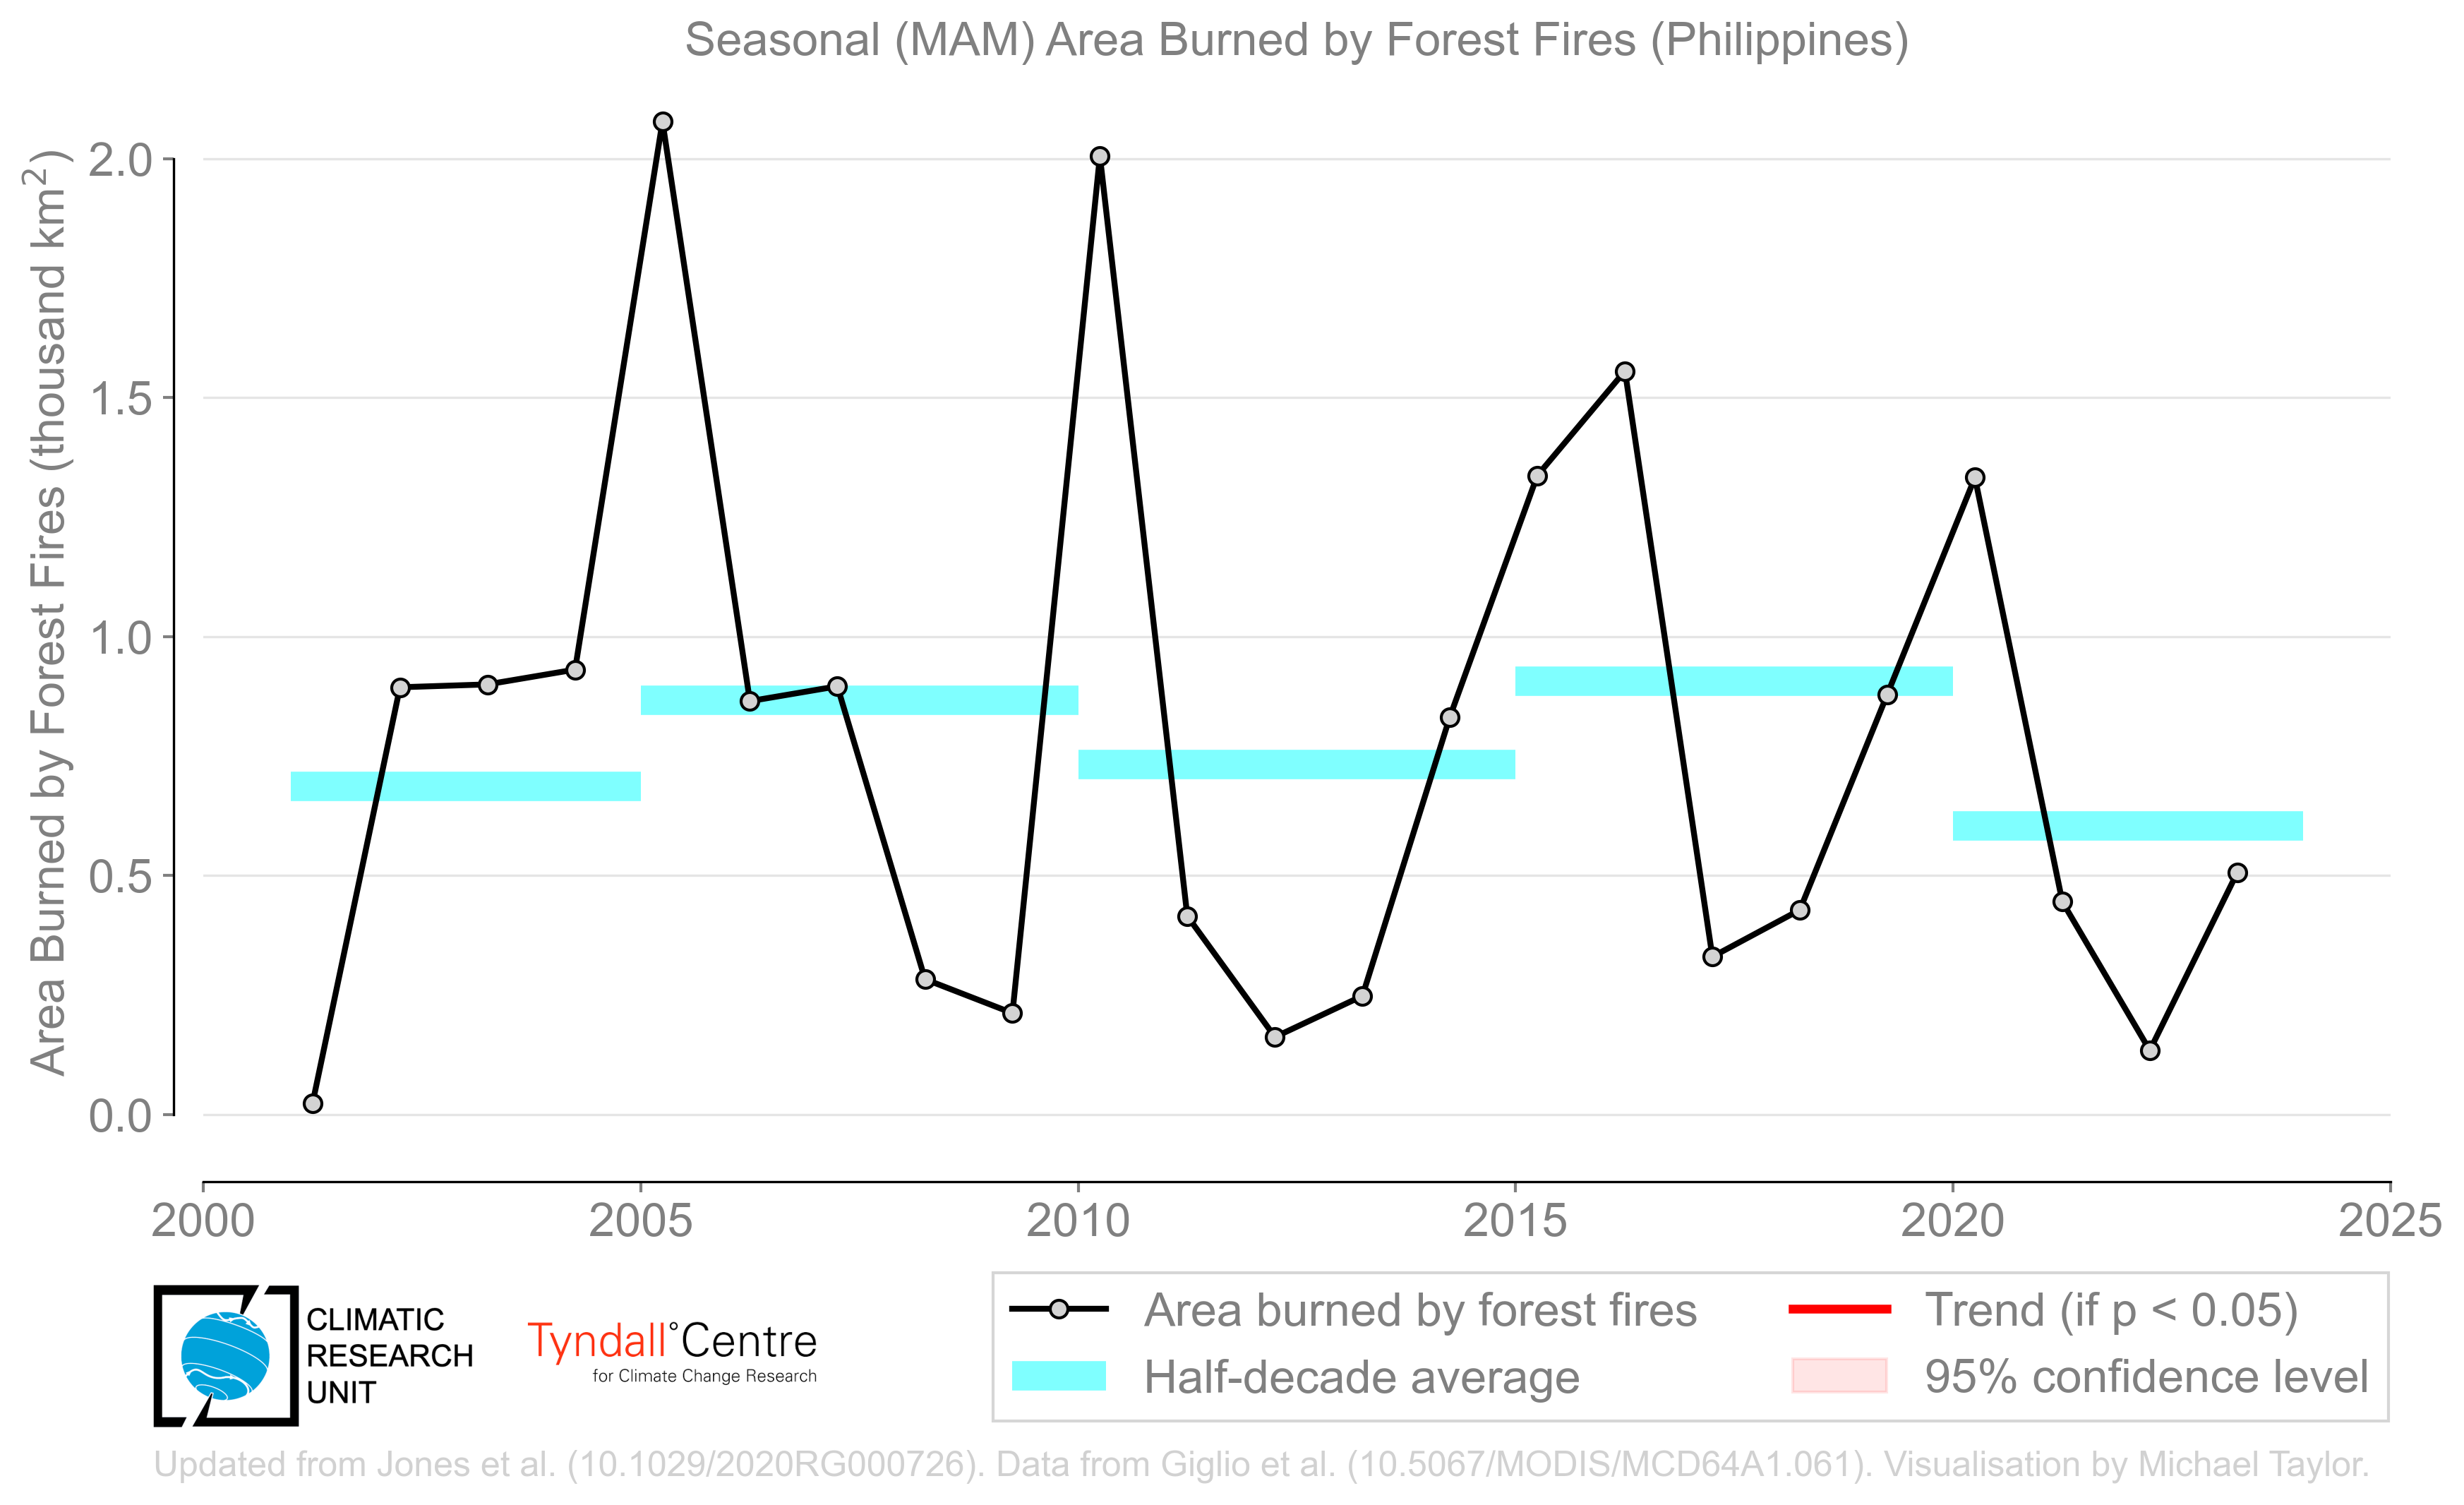 Seasonal (MAM) Area Burned by Forest Fires (Philippines)
Area Burned by Forest Fires (thousand km²)
2.0
1.5
1.0
0.5
0.0
2000 2005 2010 2015 2020 2025
CLIMATIC
RESEARCH
UNIT
Tyndall°Centre
for Climate Change Research
Area burned by forest fires
Half-decade average
Trend (if p < 0.05)
95% confidence level
Updated from Jones et al. (10.1029/2020RG000726). Data from Giglio et al. (10.5067/MODIS/MCD64A1.061). Visualisation by Michael Taylor.